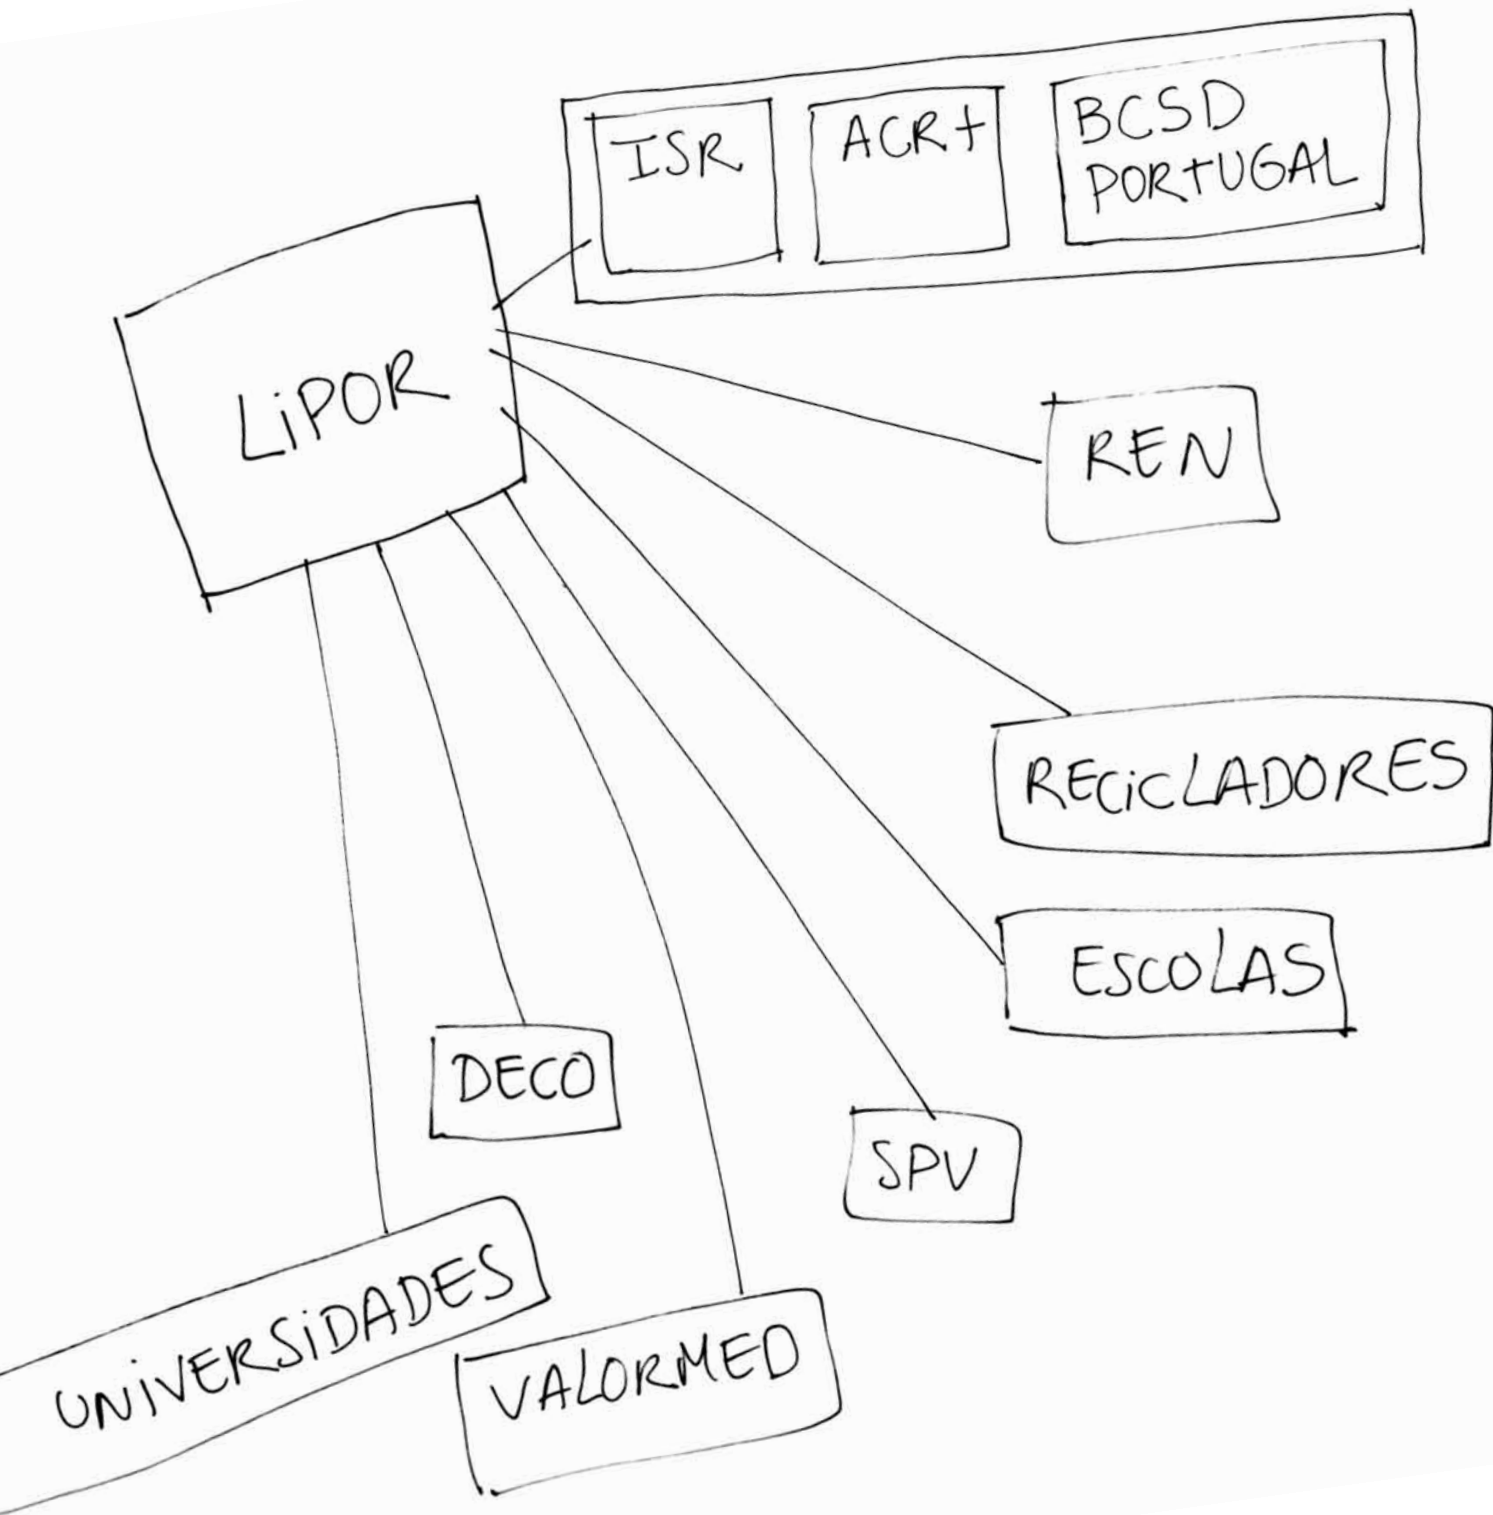 ISR
ACR+
BCSD
PORTUGAL
LiPOR
REN
RECiCLADORES
ESCOLAS
DECO
SPV
UNiVERSiDADES
VALORMED